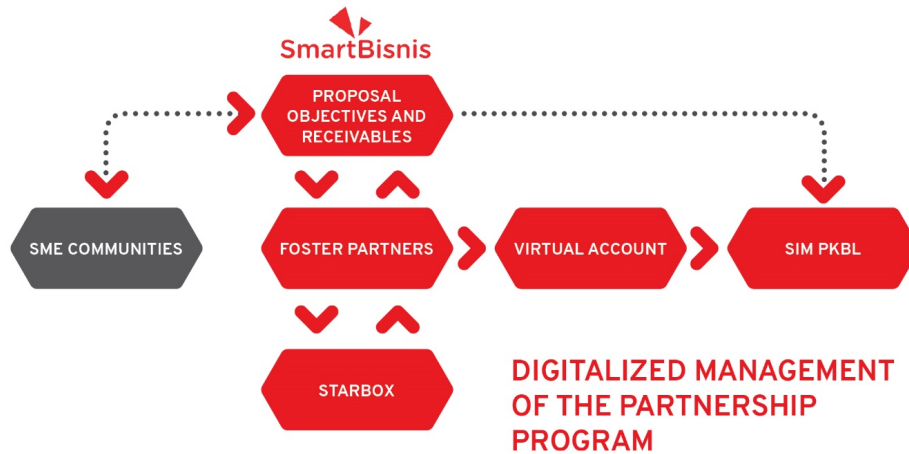 SmartBisnis
PROPOSAL
OBJECTIVES AND
RECEIVABLES
SME COMMUNITIES
FOSTER PARTNERS
VIRTUAL ACCOUNT
SIM PKBL
STARBOX
DIGITALIZED MANAGEMENT
OF THE PARTNERSHIP
PROGRAM